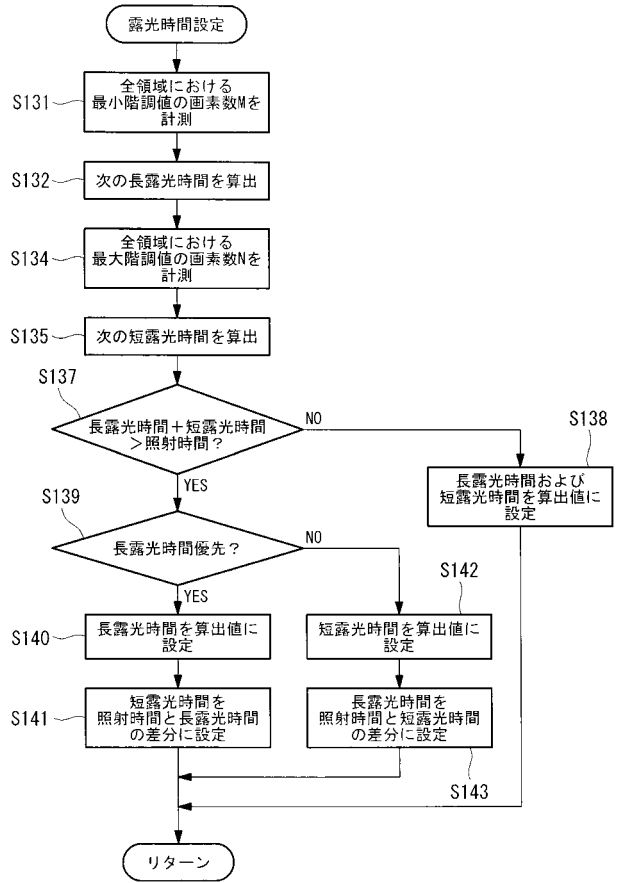 露光時間設定
S131
全領域における
最小階調値の画素数Mを
計測
S132
次の長露光時間を算出
S134
全領域における
最大階調値の画素数Nを
計測
S135
次の短露光時間を算出
S137
長露光時間+短露光時間
>照射時間?
NO
YES
S138
長露光時間および
短露光時間を算出値に
設定
S139
長露光時間優先?
NO
YES
S140
長露光時間を算出値に
設定
S142
短露光時間を算出値に
設定
S141
短露光時間を
照射時間と長露光時間
の差分に設定
長露光時間を
照射時間と短露光時間
の差分に設定
S143
リターン